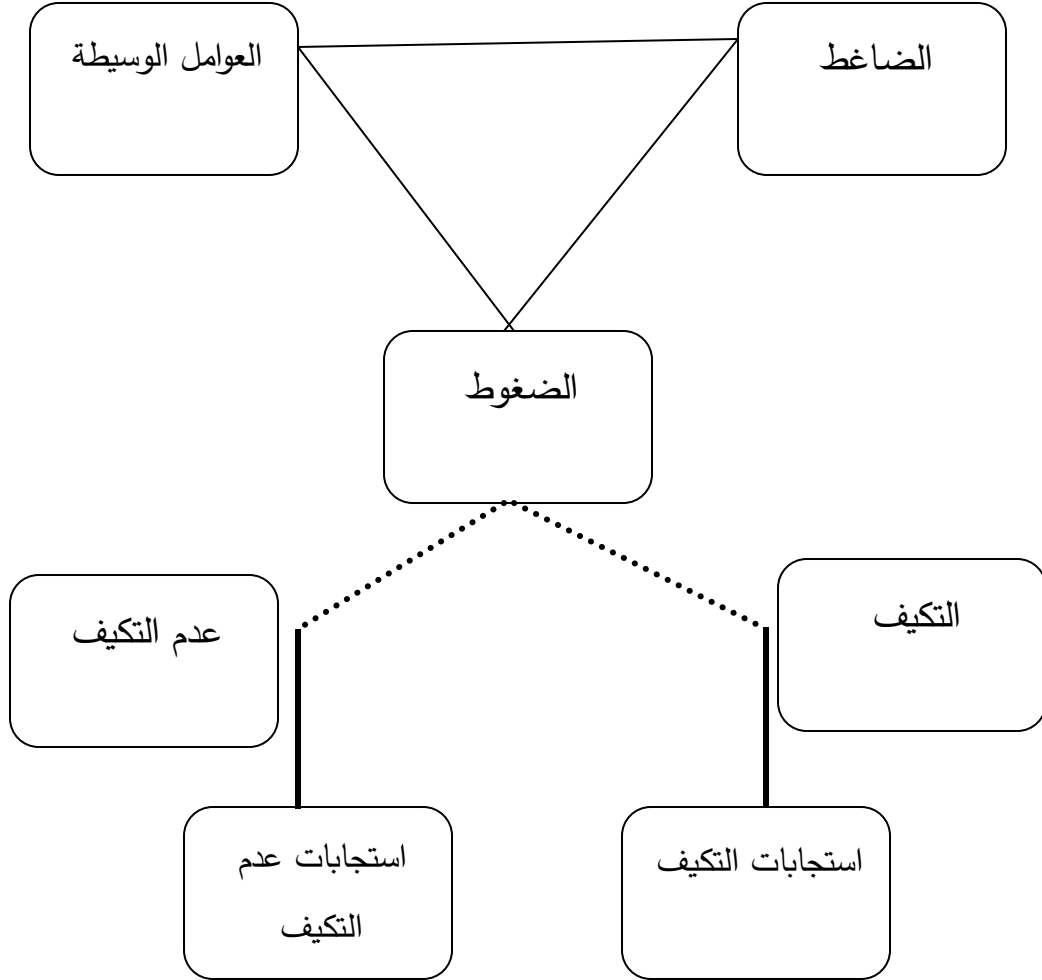 الضاغط
العوامل الوسيطة
الضغوط
التكيف
عدم التكيف
استجابات التكيف
استجابات عدم
التكيف